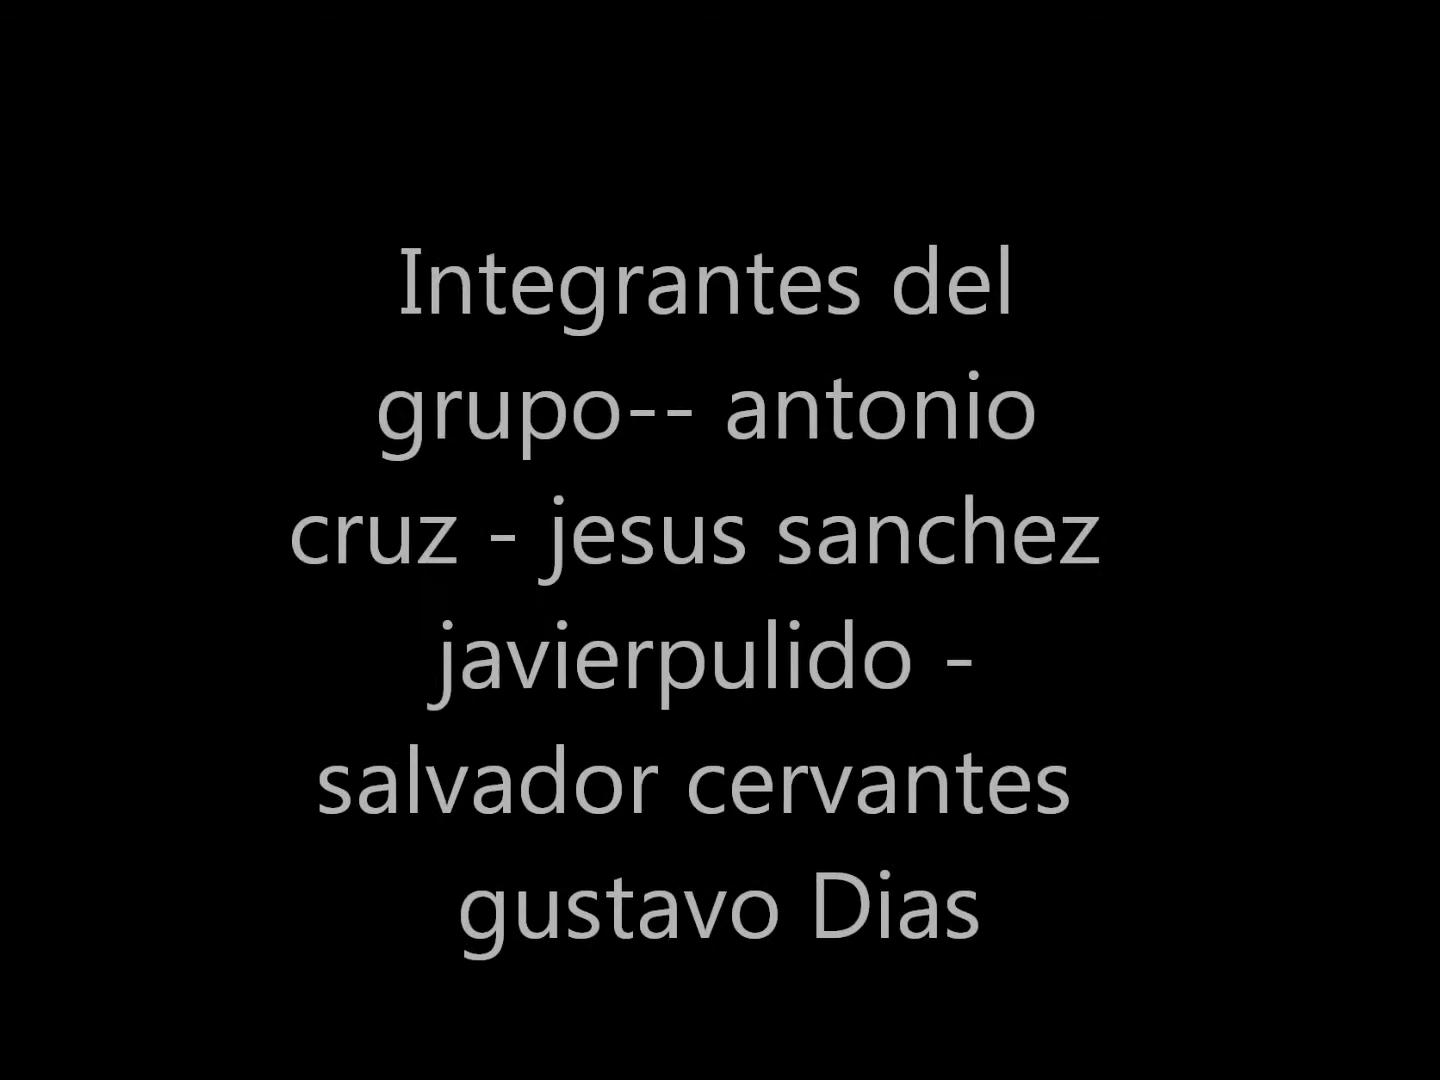 Integrantes del
grupo-- antonio
cruz - jesus sanchez
javierpulido -
salvador cervantes
gustavo Dias